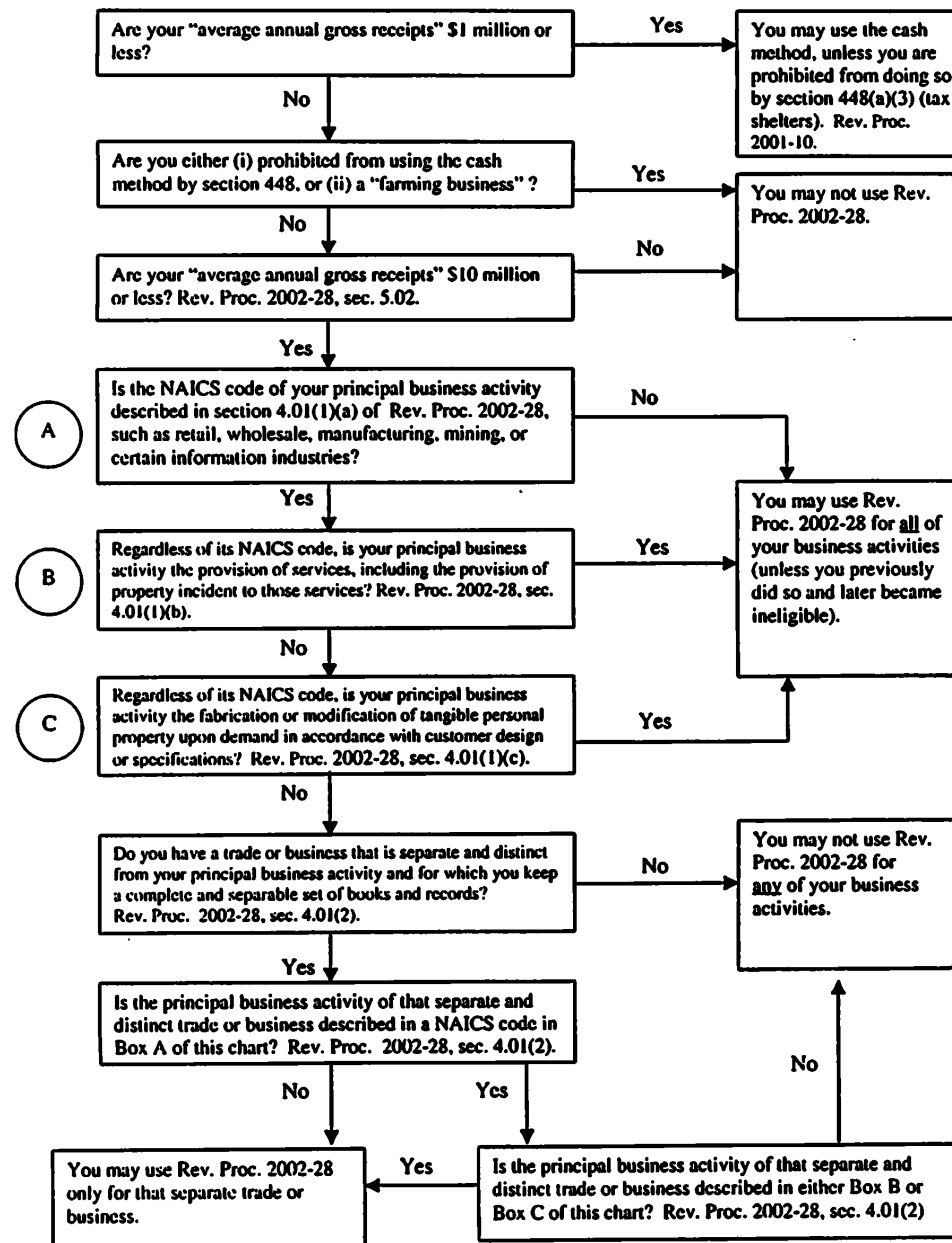 Are your “average annual gross receipts” $1 million or
less?
Yes
You may use the cash
method, unless you are
prohibited from doing so
by section 448(a)(3) (tax
shelters). Rev. Proc.
2001-10.
No
Are you either (i) prohibited from using the cash
method by section 448, or (ii) a “farming business” ?
Yes
You may not use Rev.
Proc. 2002-28.
No
No
Are your “average annual gross receipts” $10 million
or less? Rev. Proc. 2002-28, sec. 5.02.
Yes
A
Is the NAICS code of your principal business activity
described in section 4.01(1)(a) of Rev. Proc. 2002-28,
such as retail, wholesale, manufacturing, mining, or
certain information industries?
No
Yes
You may use Rev.
Proc. 2002-28 for all of
your business activities
(unless you previously
did so and later became
ineligible).
B
Regardless of its NAICS code, is your principal business
activity the provision of services, including the provision of
property incident to those services? Rev. Proc. 2002-28, sec.
4.01(1)(b).
Yes
No
C
Regardless of its NAICS code, is your principal business
activity the fabrication or modification of tangible personal
property upon demand in accordance with customer design
or specifications? Rev. Proc. 2002-28, sec. 4.01(1)(c).
Yes
No
Do you have a trade or business that is separate and distinct
from your principal business activity and for which you keep
a complete and separable set of books and records?
Rev. Proc. 2002-28, sec. 4.01(2).
No
You may not use Rev.
Proc. 2002-28 for
any of your business
activities.
Yes
Is the principal business activity of that separate and
distinct trade or business described in a NAICS code in
Box A of this chart? Rev. Proc. 2002-28, sec. 4.01(2).
No
Yes
No
You may use Rev. Proc. 2002-28
only for that separate trade or
business.
Yes
Is the principal business activity of that separate and
distinct trade or business described in either Box B or
Box C of this chart? Rev. Proc. 2002-28, sec. 4.01(2)